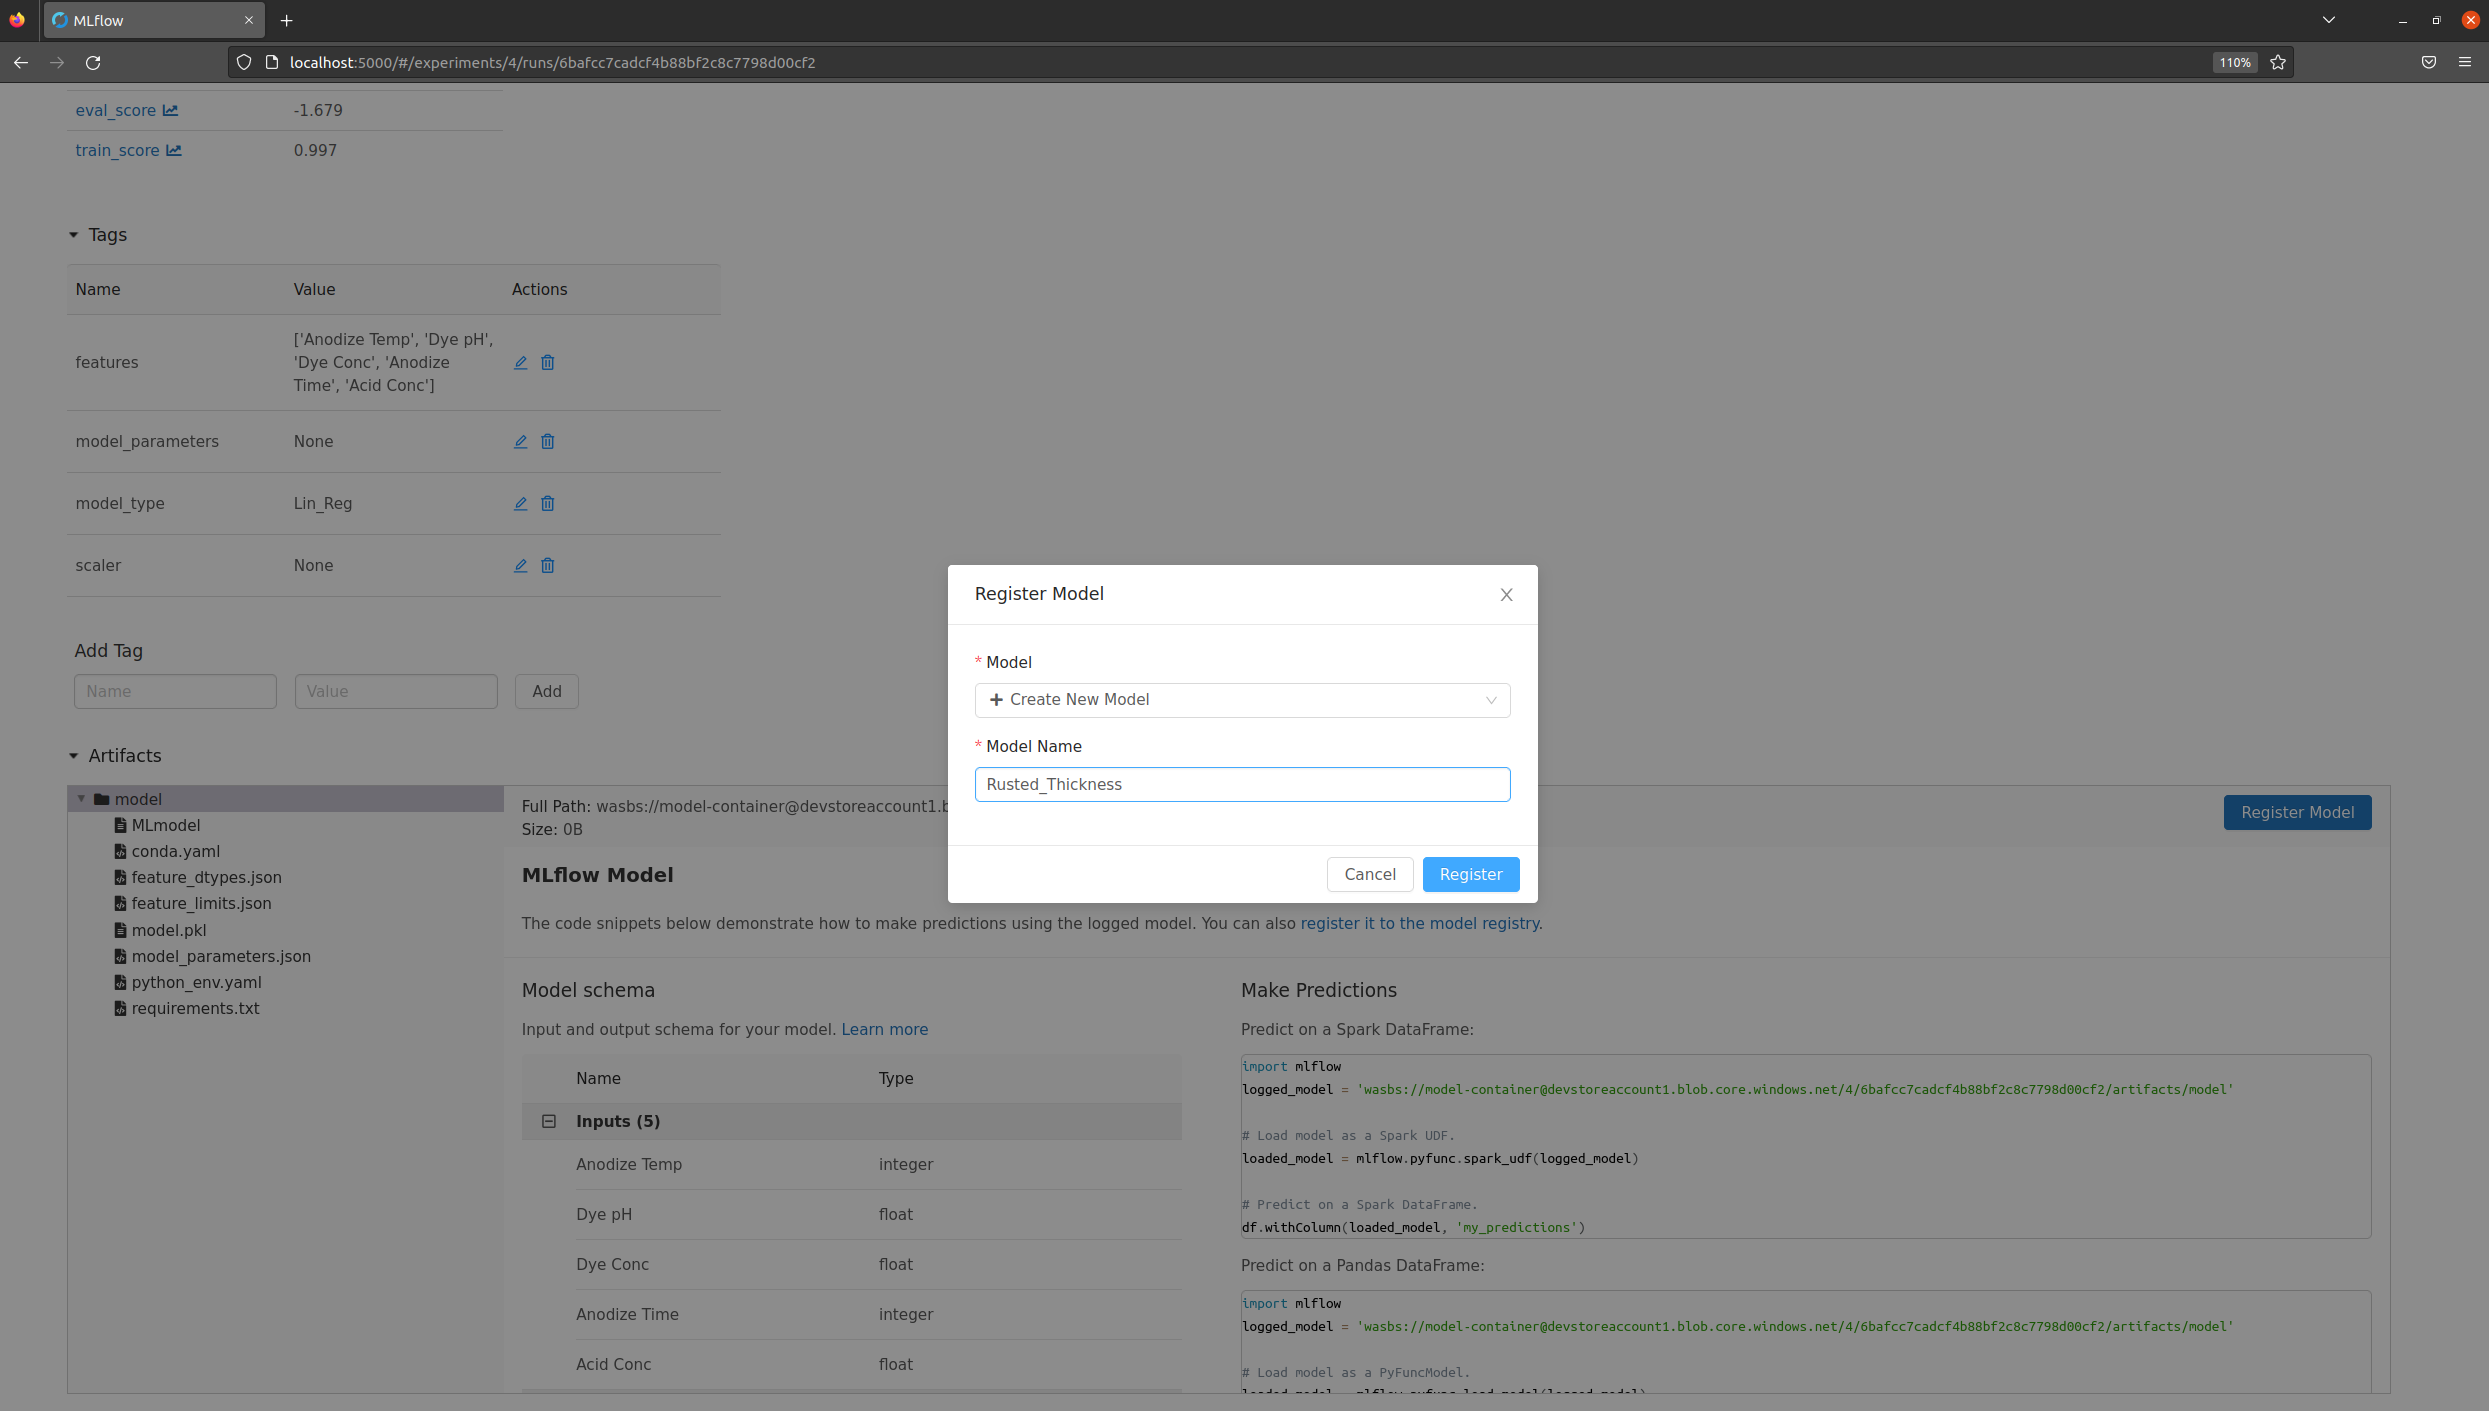 MLflow
localhost:5000/#/experiments/4/runs/6bafcc7cadcf4b88bf2c8c7798d00cf2
110%
eval_score -1.679
train_score 0.997
Tags
Name Value Actions
features ['Anodize Temp', 'Dye pH',
'Dye Conc', 'Anodize
Time', 'Acid Conc']
model_parameters None
model_type Lin_Reg
scaler None
Add Tag
Name Value Add
Register Model
* Model
Create New Model
* Model Name
Rusted_Thickness
Cancel Register
Artifacts
model
MLmodel
conda.yaml
feature_dtypes.json
feature_limits.json
model.pkl
model_parameters.json
python_env.yaml
requirements.txt
Full Path: wasbs://model-container@devstoreaccount1.b
Size: 0B
Register Model
MLflow Model
The code snippets below demonstrate how to make predictions using the logged model. You can also register it to the model registry.
Model schema
Input and output schema for your model. Learn more
Name Type
Inputs (5)
Anodize Temp integer
Dye pH float
Dye Conc float
Anodize Time integer
Acid Conc float
Make Predictions
Predict on a Spark DataFrame:
import mlflow
logged_model = 'wasbs://model-container@devstoreaccount1.blob.core.windows.net/4/6bafcc7cadcf4b88bf2c8c7798d00cf2/artifacts/model'
# Load model as a Spark UDF.
loaded_model = mlflow.pyfunc.spark_udf(logged_model)
# Predict on a Spark DataFrame.
df.withColumn(loaded_model, 'my_predictions')
Predict on a Pandas DataFrame:
import mlflow
logged_model = 'wasbs://model-container@devstoreaccount1.blob.core.windows.net/4/6bafcc7cadcf4b88bf2c8c7798d00cf2/artifacts/model'
# Load model as a PyFuncModel.